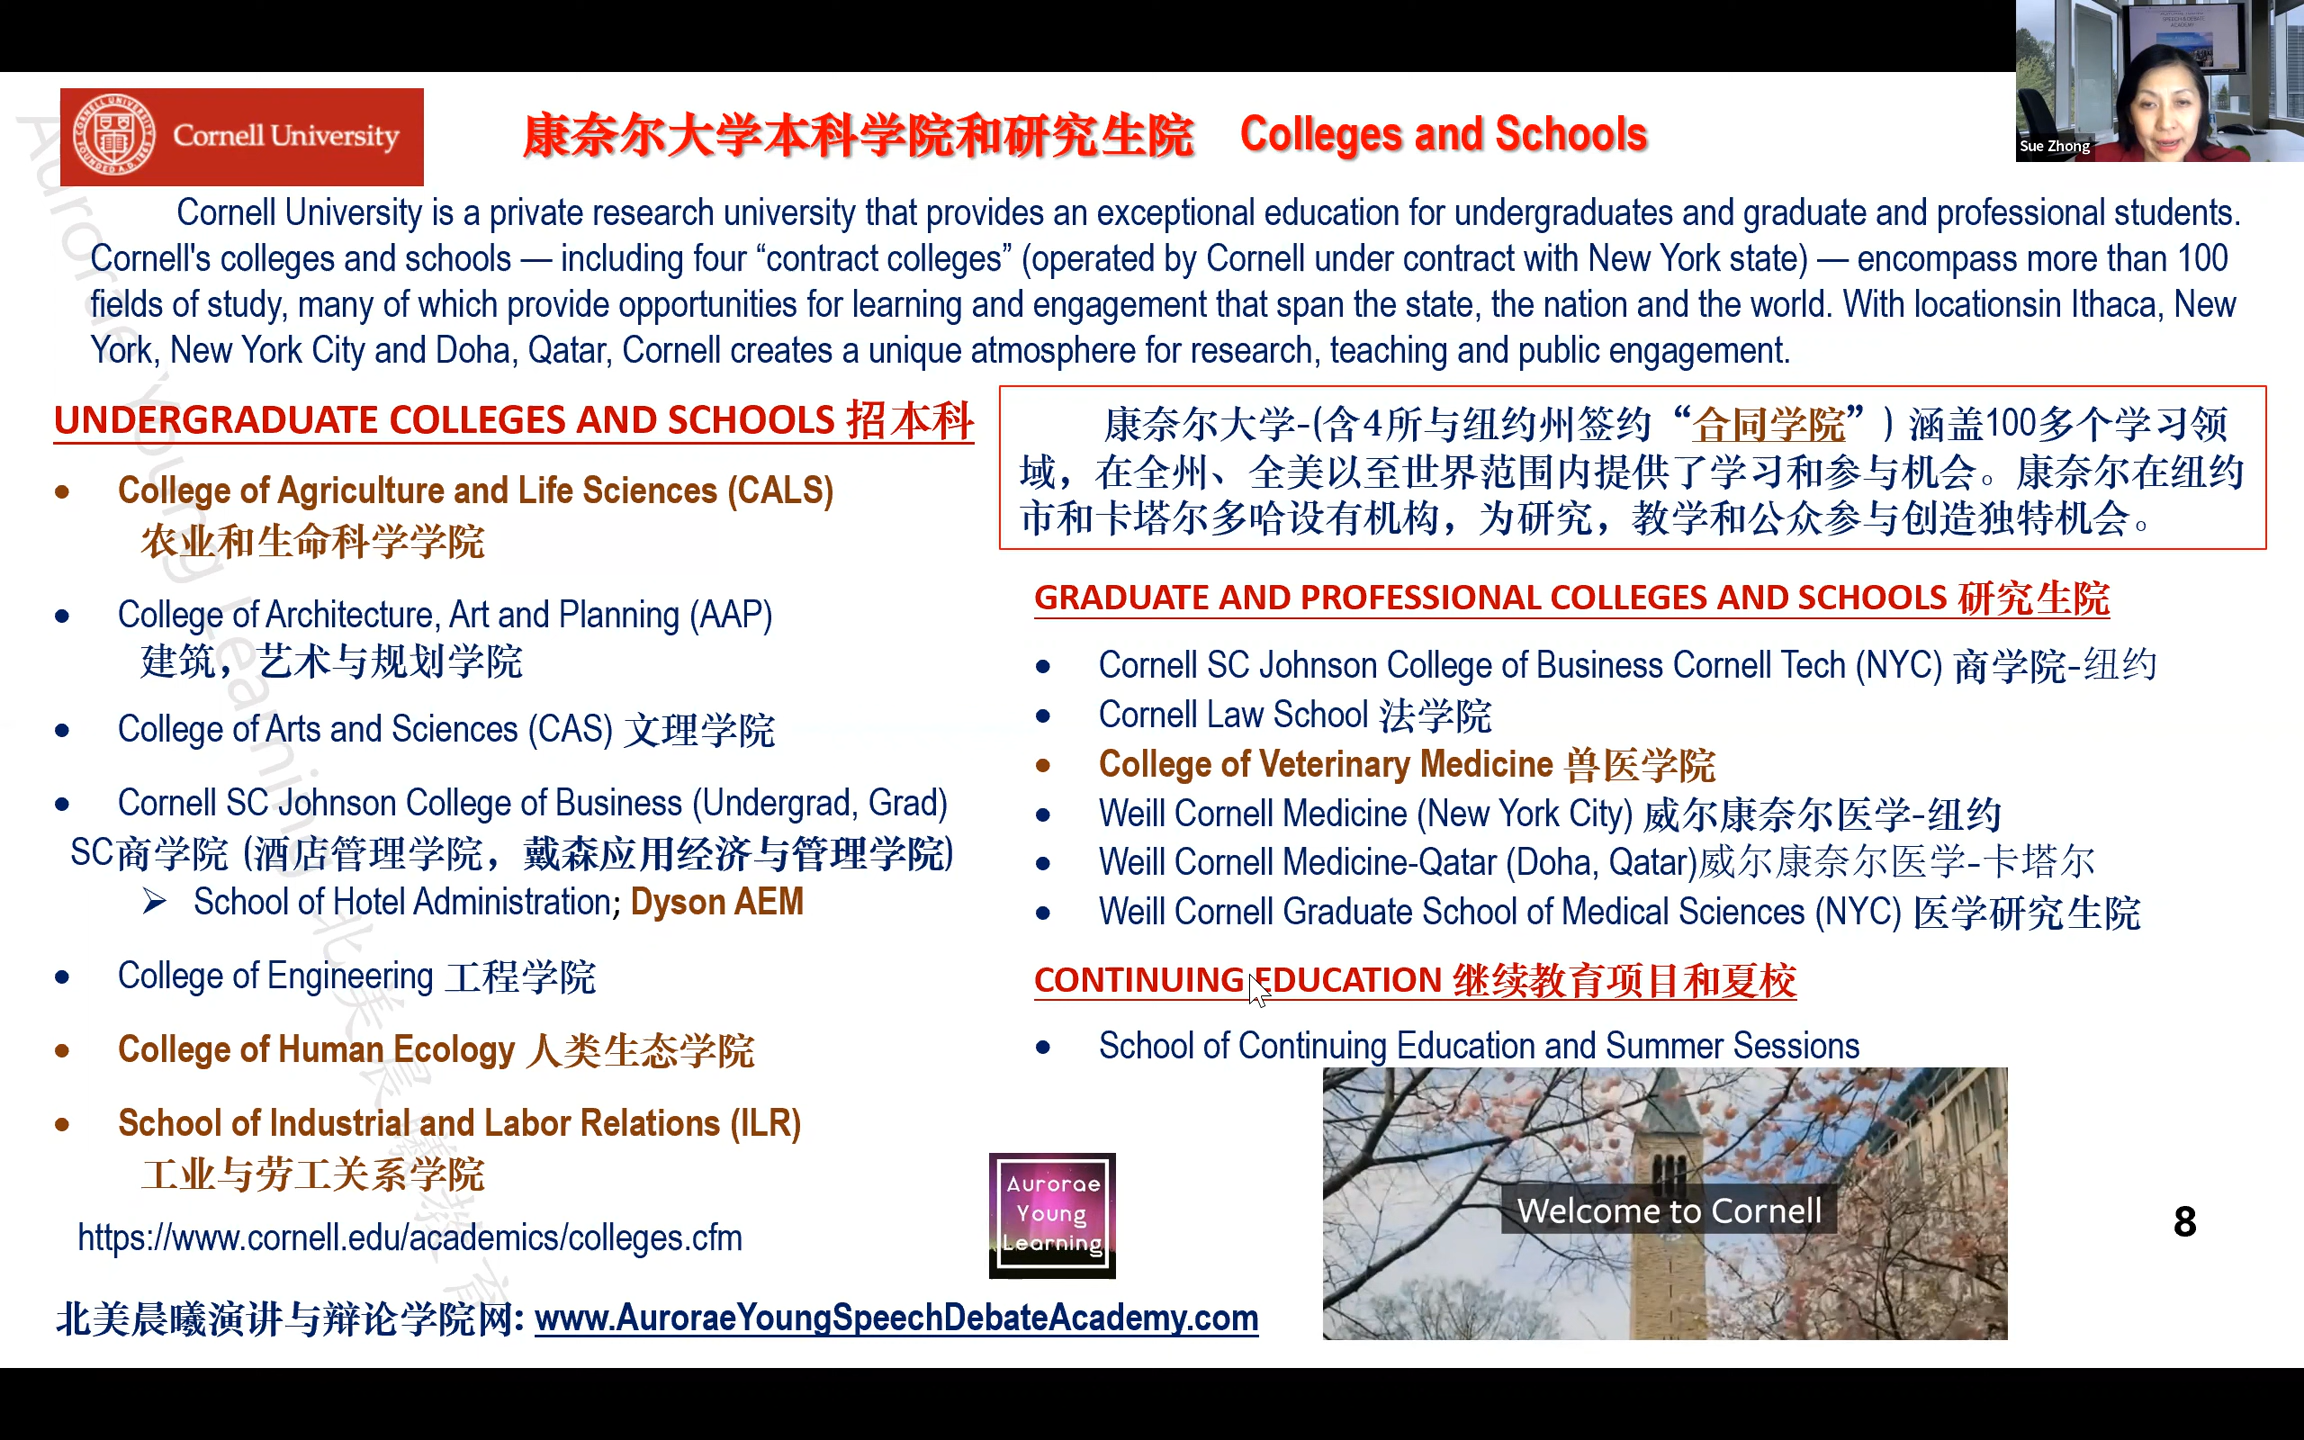 SPEECH & DEBATE
ACADEMY
Sue Zhong
Cornell University
康奈尔大学本科学院和研究生院 Colleges and Schools
Cornell University is a private research university that provides an exceptional education for undergraduates and graduate and professional students.
Cornell's colleges and schools — including four “contract colleges” (operated by Cornell under contract with New York state) — encompass more than 100
fields of study, many of which provide opportunities for learning and engagement that span the state, the nation and the world. With locationsin Ithaca, New
York, New York City and Doha, Qatar, Cornell creates a unique atmosphere for research, teaching and public engagement.
UNDERGRADUATE COLLEGES AND SCHOOLS 招本科
• College of Agriculture and Life Sciences (CALS)
农业和生命科学学院
• College of Architecture, Art and Planning (AAP)
建筑，艺术与规划学院
• College of Arts and Sciences (CAS) 文理学院
• Cornell SC Johnson College of Business (Undergrad, Grad)
SC商学院 (酒店管理学院，戴森应用经济与管理学院)
➢ School of Hotel Administration; Dyson AEM
• College of Engineering 工程学院
• College of Human Ecology 人类生态学院
• School of Industrial and Labor Relations (ILR)
工业与劳工关系学院
https://www.cornell.edu/academics/colleges.cfm
康奈尔大学-(含4所与纽约州签约“合同学院”) 涵盖100多个学习领
域，在全州、全美以至世界范围内提供了学习和参与机会。康奈尔在纽约
市和卡塔尔多哈设有机构，为研究，教学和公众参与创造独特机会。
GRADUATE AND PROFESSIONAL COLLEGES AND SCHOOLS 研究生院
• Cornell SC Johnson College of Business Cornell Tech (NYC) 商学院-纽约
• Cornell Law School 法学院
• College of Veterinary Medicine 兽医学院
• Weill Cornell Medicine (New York City) 威尔康奈尔医学-纽约
• Weill Cornell Medicine-Qatar (Doha, Qatar)威尔康奈尔医学-卡塔尔
• Weill Cornell Graduate School of Medical Sciences (NYC) 医学研究生院
CONTINUING EDUCATION 继续教育项目和夏校
• School of Continuing Education and Summer Sessions
Aurorae
Young
Learning
Welcome to Cornell
8
北美晨曦演讲与辩论学院网: www.AuroraeYoungSpeechDebateAcademy.com
Aurorae Young Learning 北美晨曦教育